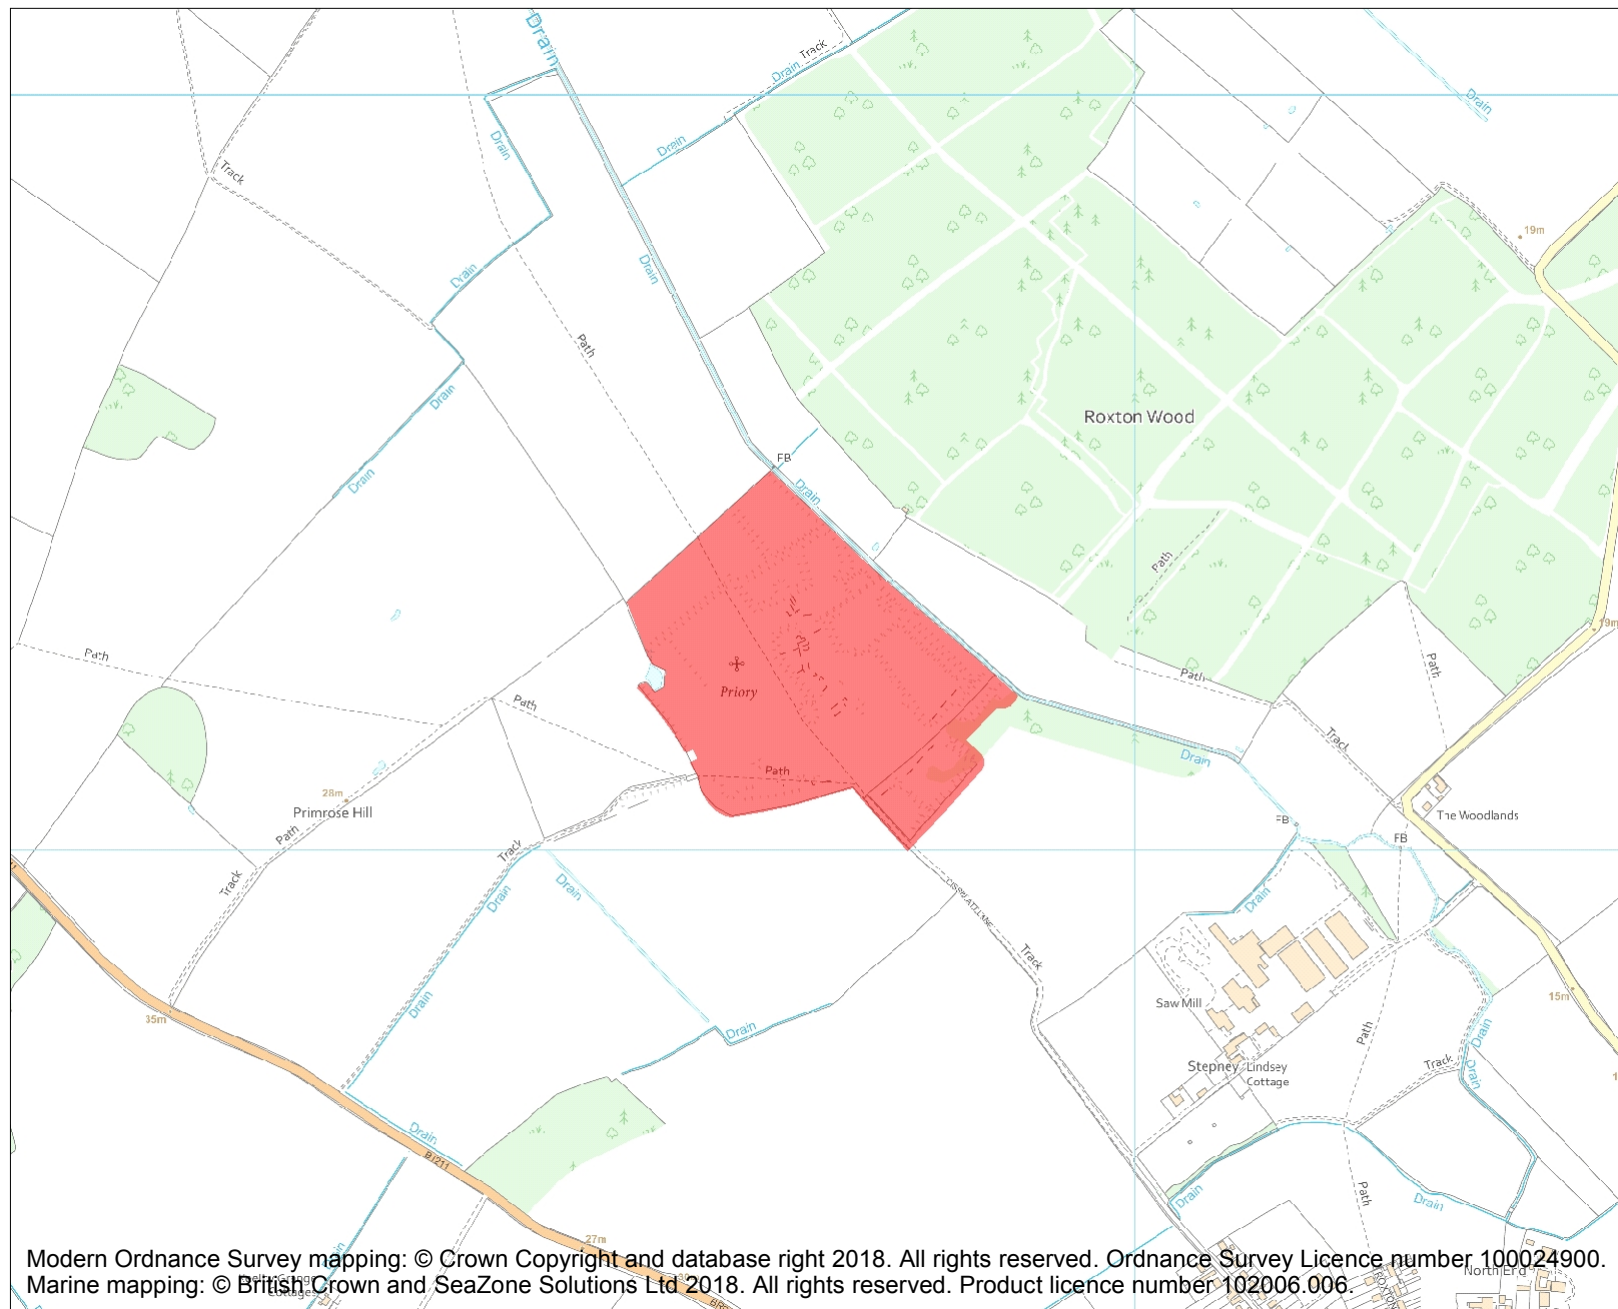 Drain
Track
Drain
Drain
Drain
Drain
Track
19m
Drain
Drain
Path
Drain
Roxton Wood
FB
Drain
Drain
Path
19m
Path
Path
Path
Path
Priory
Path
Track
Drain
28m
Primrose Hill
Path
The Woodlands
FB
FB
Track
Track
Drain
Drain
Drain
Track
Saw Mill
15m
35m
Drain
Drain
Path
Drain
Track
Drain
Stepney
Lindsey
Cottage
Drain
B1211
Path
Drain
Drain
27m
Drain
Modern Ordnance Survey mapping: © Crown Copyright and database right 2018. All rights reserved. Ordnance Survey Licence number 100024900.
Marine mapping: © British Crown and SeaZone Solutions Ltd 2018. All rights reserved. Product licence number 102006.006.
Cottages
North End